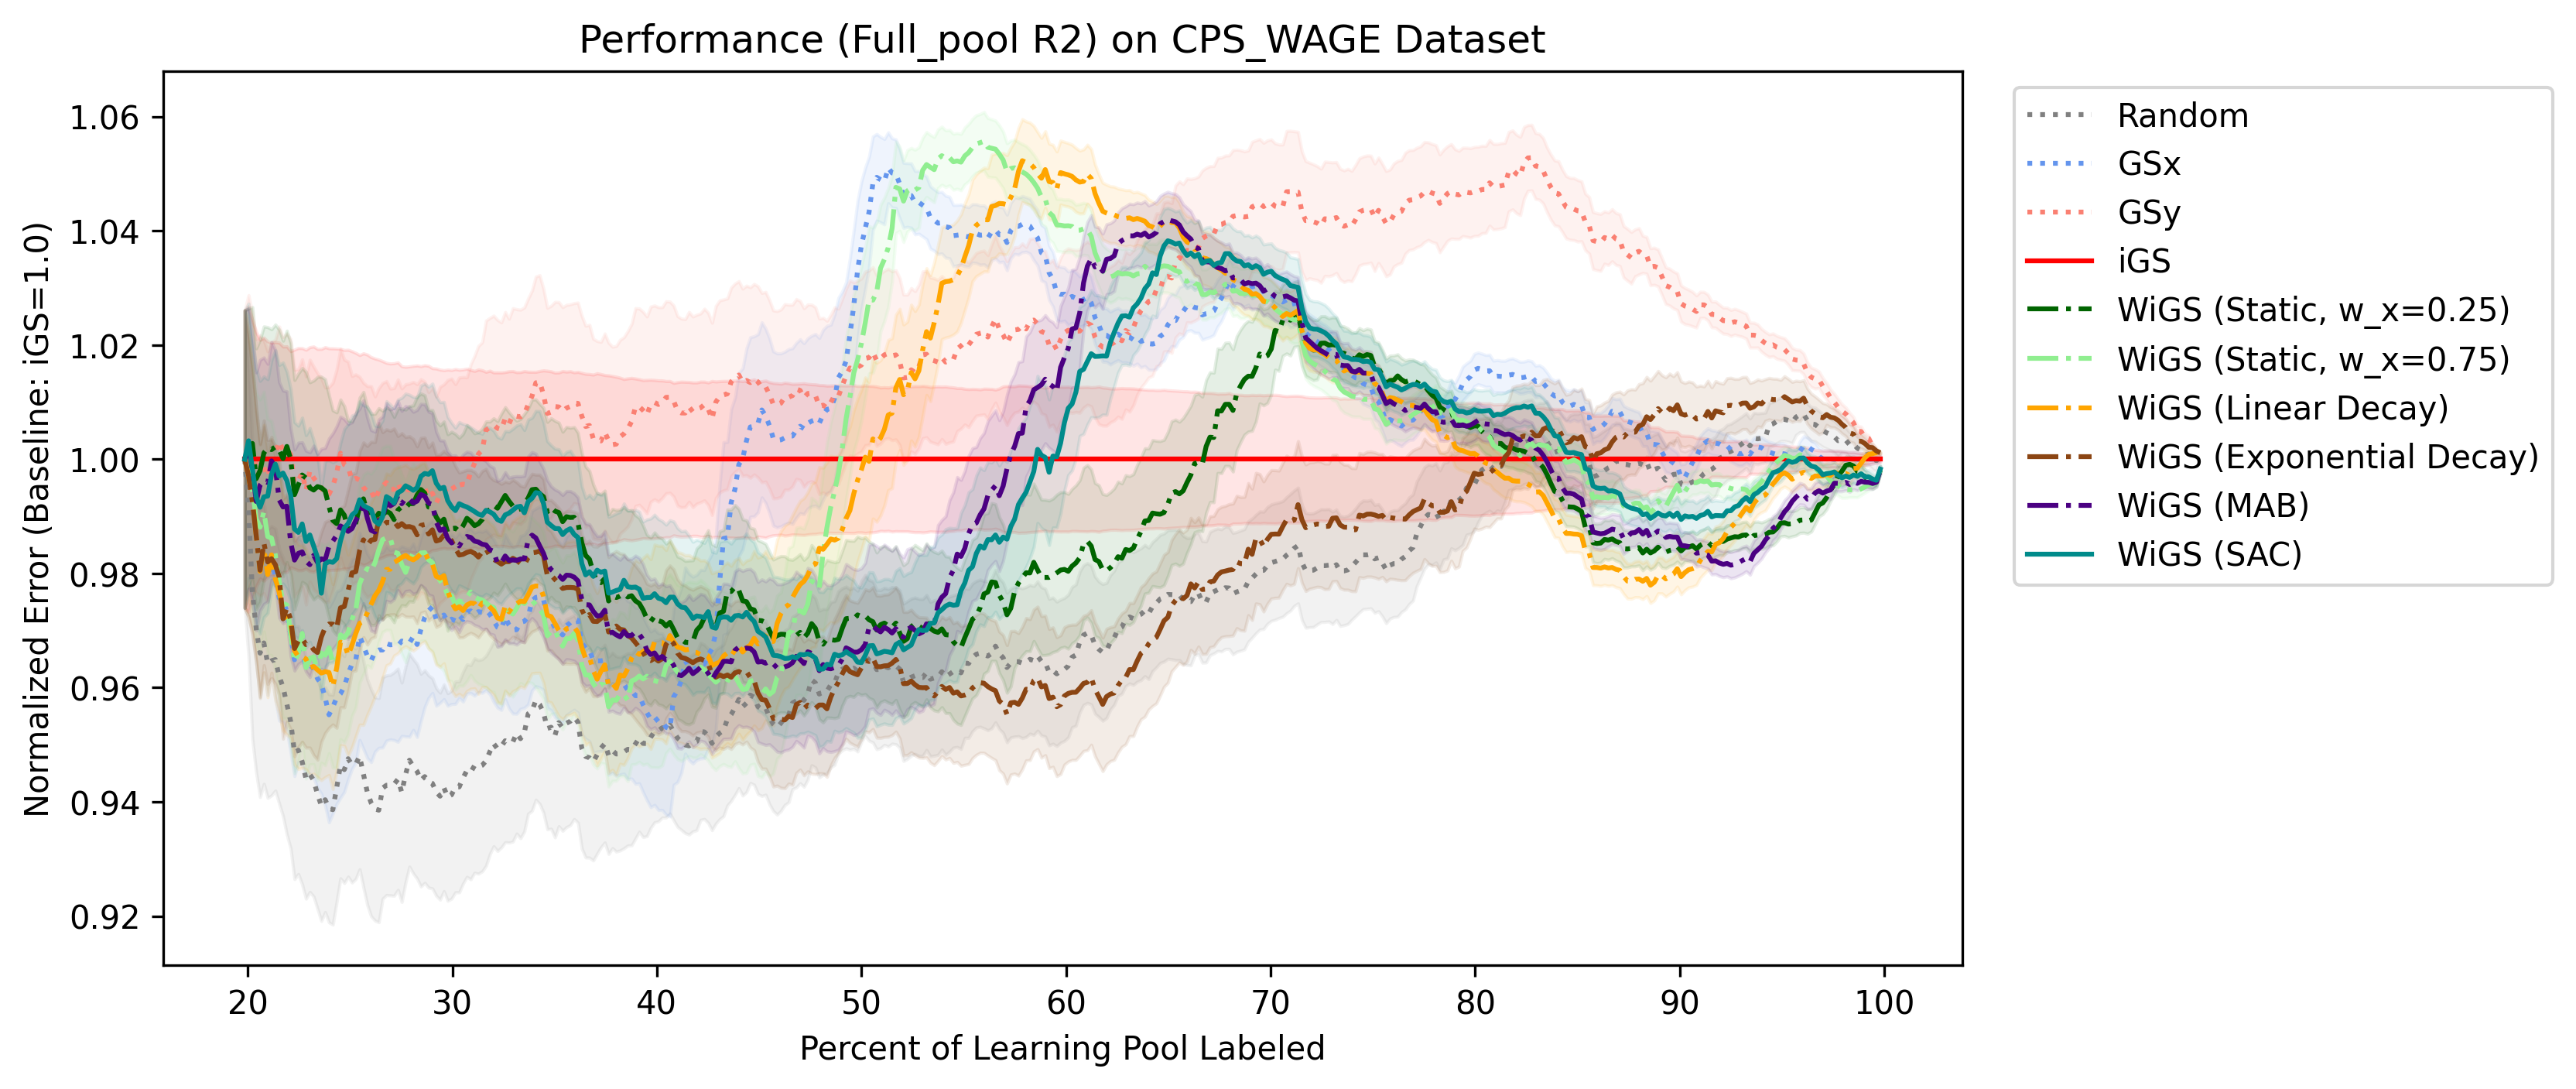 Performance (Full_pool R2) on CPS_WAGE Dataset
Normalized Error (Baseline: iGS=1.0)
1.06
1.04
1.02
1.00
0.98
0.96
0.94
0.92
20 30 40 50 60 70 80 90 100
Percent of Learning Pool Labeled
Random
GSx
GSy
iGS
WiGS (Static, w_x=0.25)
WiGS (Static, w_x=0.75)
WiGS (Linear Decay)
WiGS (Exponential Decay)
WiGS (MAB)
WiGS (SAC)